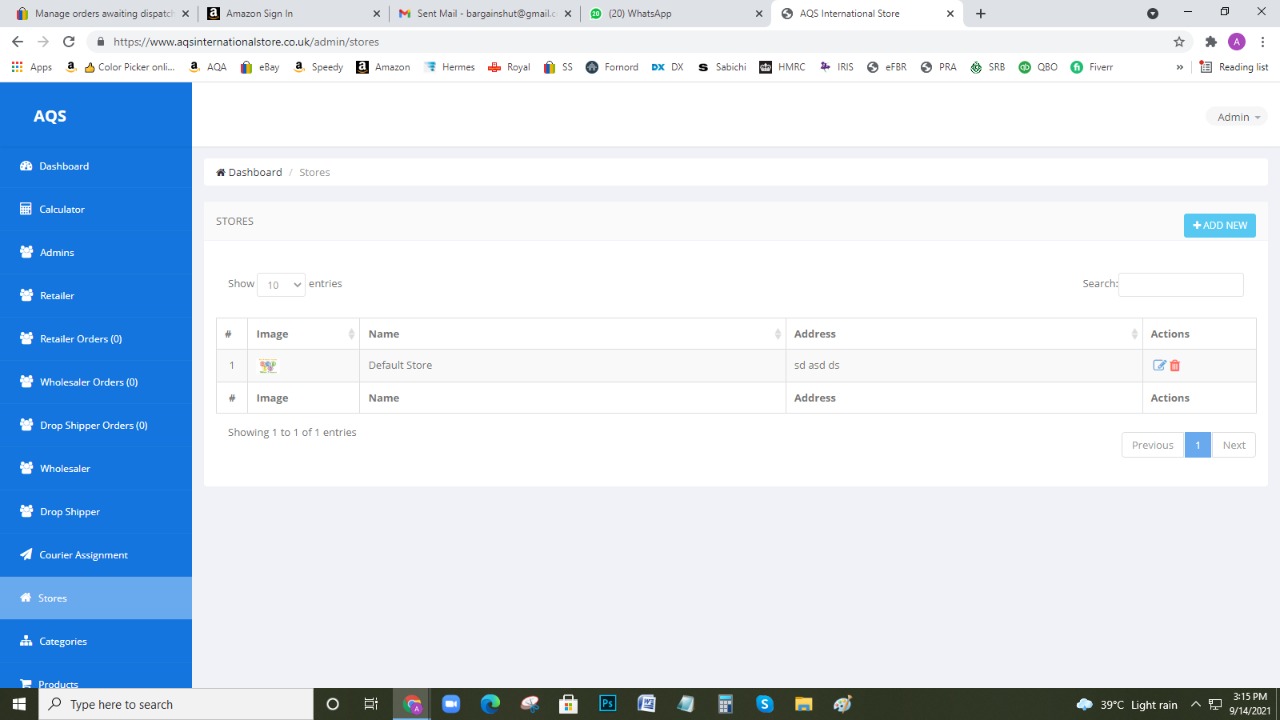 Manage orders awaiting dispatch
Amazon Sign In
Sent Mail - bargainshut@gmail.c
(20) WhatsApp
AQS International Store
https://www.aqsinternationalstore.co.uk/admin/stores
A
Apps
Color Picker onli...
AQA
eBay
Speedy
Amazon
Hermes
Royal
SS
Fornord
DX
Sabichi
HMRC
IRIS
eFBR
PRA
SRB
QBO
Fiverr
»
Reading list
AQS
Admin
Dashboard
Calculator
Admins
Retailer
Retailer Orders (0)
Wholesaler Orders (0)
Drop Shipper Orders (0)
Wholesaler
Drop Shipper
Courier Assignment
Stores
Categories
Products
Dashboard / Stores
STORES
+ ADD NEW
Show 10 entries
Search:
# Image Name Address Actions
1 Default Store sd asd ds
# Image Name Address Actions
Showing 1 to 1 of 1 entries
Previous 1 Next
Type here to search
39°C Light rain
3:15 PM
9/14/2021